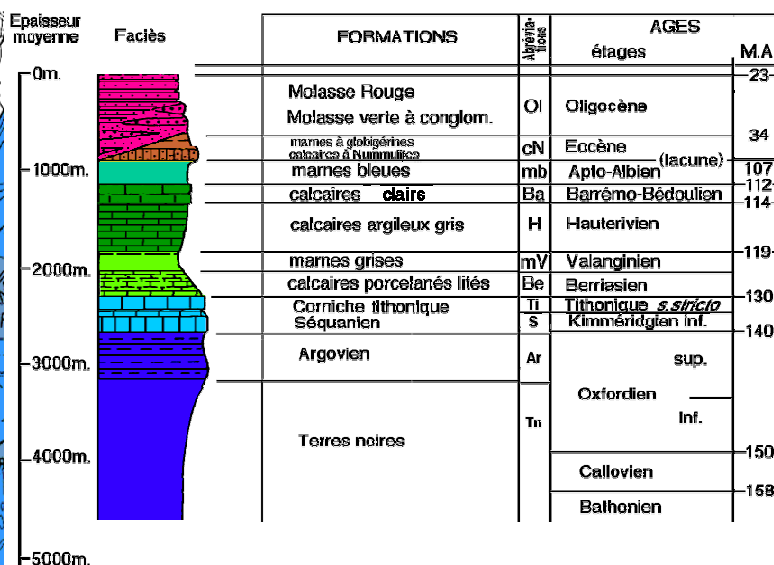 Epaisseur moyenne Faciès FORMATIONS Abrévia-tions AGES
étages M.A
0m. 23
Molasse Rouge
Ol Oligocène
Molasse verte à conglom.
34
marnes à globigérines
cN Eocène
calcaires à Nummulites
(lacune)
1000m. marnes bleues mb Apto-Albien 107
112
calcaires claire Ba Barrémo-Bédoulien
114
calcaires argileux gris H Hauterivien
119
marnes grises mV Valanginien
2000m.
calcaires porcelanés lités Be Berriasien
130
Corniche tithonique Ti Tithonique s.stricto
Séquanien S Kimméridgien inf.
140
Argovien Ar sup.
3000m.
Oxfordien
Inf.
Tn
Terres noires
150
4000m.
Callovien
158
Bathonien
5000m.